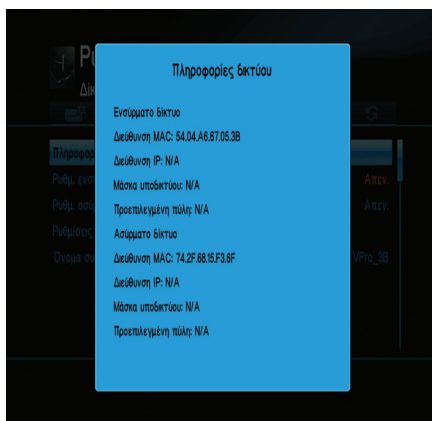 Πληροφορίες δικτύου
Ενσύρματο δίκτυο
Διεύθυνση MAC: 54.04.A6.67.05.3B
Διεύθυνση IP: N/A
Μάσκα υποδικτύου: N/A
Προεπιλεγμένη πύλη: N/A
Ασύρματο δίκτυο
Διεύθυνση MAC: 74.2F.68.15.F3.6F
Διεύθυνση IP: N/A
Μάσκα υποδικτύου: N/A
Προεπιλεγμένη πύλη: N/A
Απεν.
Απεν.
Ρυθμίσεις
Όνομα
VPro_3B